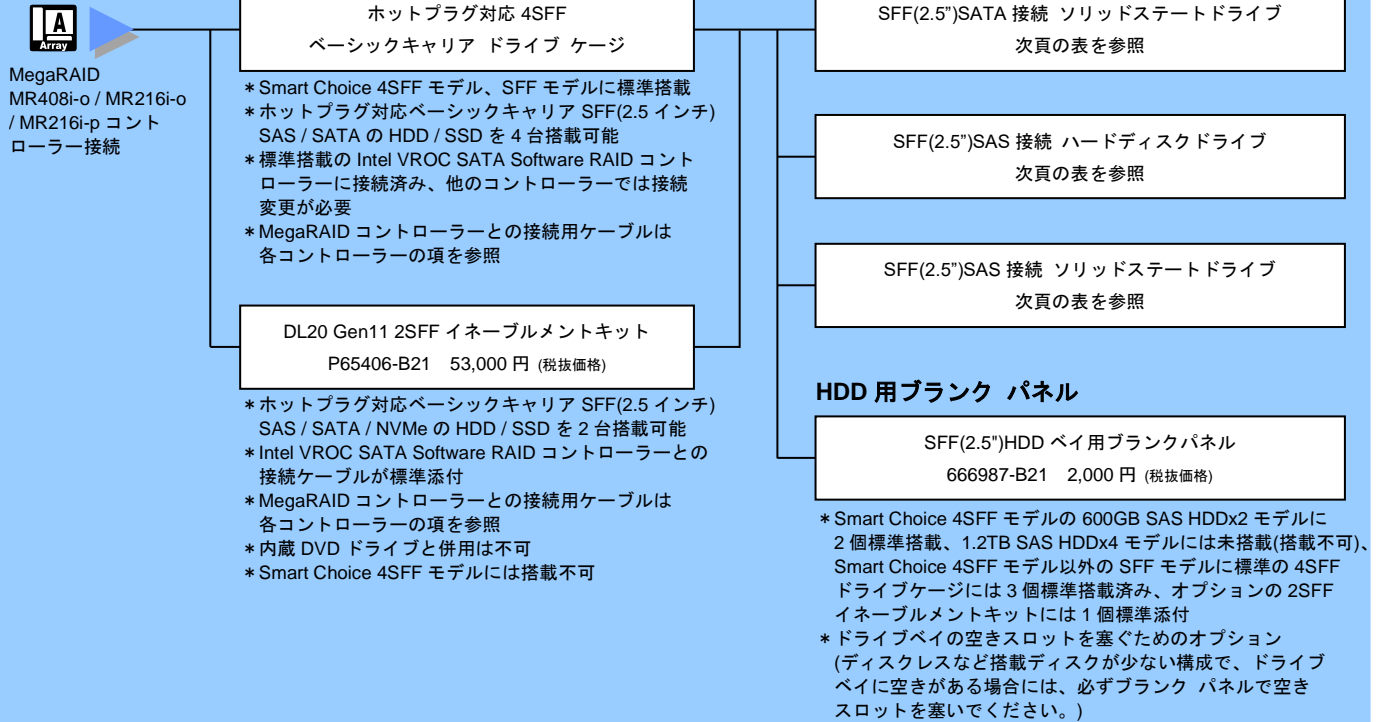 A
Array
MegaRAID
MR408i-o / MR216i-o
/ MR216i-p コント
ローラー接続
ホットプラグ対応 4SFF
ベーシックキャリア ドライブ ケージ
＊Smart Choice 4SFF モデル、SFF モデルに標準搭載
＊ホットプラグ対応ベーシックキャリア SFF(2.5 インチ)
SAS / SATA の HDD / SSD を 4 台搭載可能
＊標準搭載の Intel VROC SATA Software RAID コント
ローラーに接続済み、他のコントローラーでは接続
変更が必要
＊MegaRAID コントローラーとの接続用ケーブルは
各コントローラーの項を参照
DL20 Gen11 2SFF イネーブルメントキット
P65406-B21 53,000 円 (税抜価格)
＊ホットプラグ対応ベーシックキャリア SFF(2.5 インチ)
SAS / SATA / NVMe の HDD / SSD を 2 台搭載可能
＊Intel VROC SATA Software RAID コントローラーとの
接続ケーブルが標準添付
＊MegaRAID コントローラーとの接続用ケーブルは
各コントローラーの項を参照
＊内蔵 DVD ドライブと併用は不可
＊Smart Choice 4SFF モデルには搭載不可
SFF(2.5")SATA 接続 ソリッドステートドライブ
次頁の表を参照
SFF(2.5")SAS 接続 ハードディスクドライブ
次頁の表を参照
SFF(2.5")SAS 接続 ソリッドステートドライブ
次頁の表を参照
HDD 用ブランク パネル
SFF(2.5")HDD ベイ用ブランクパネル
666987-B21 2,000 円 (税抜価格)
＊Smart Choice 4SFF モデルの 600GB SAS HDDx2 モデルに
2 個標準搭載、1.2TB SAS HDDx4 モデルには未搭載(搭載不可)、
Smart Choice 4SFF モデル以外の SFF モデルに標準の 4SFF
ドライブケージには 3 個標準搭載済み、オプションの 2SFF
イネーブルメントキットには 1 個標準添付
＊ドライブベイの空きスロットを塞ぐためのオプション
(ディスクレスなど搭載ディスクが少ない構成で、ドライブ
ベイに空きがある場合には、必ずブランク パネルで空き
スロットを塞いでください。)